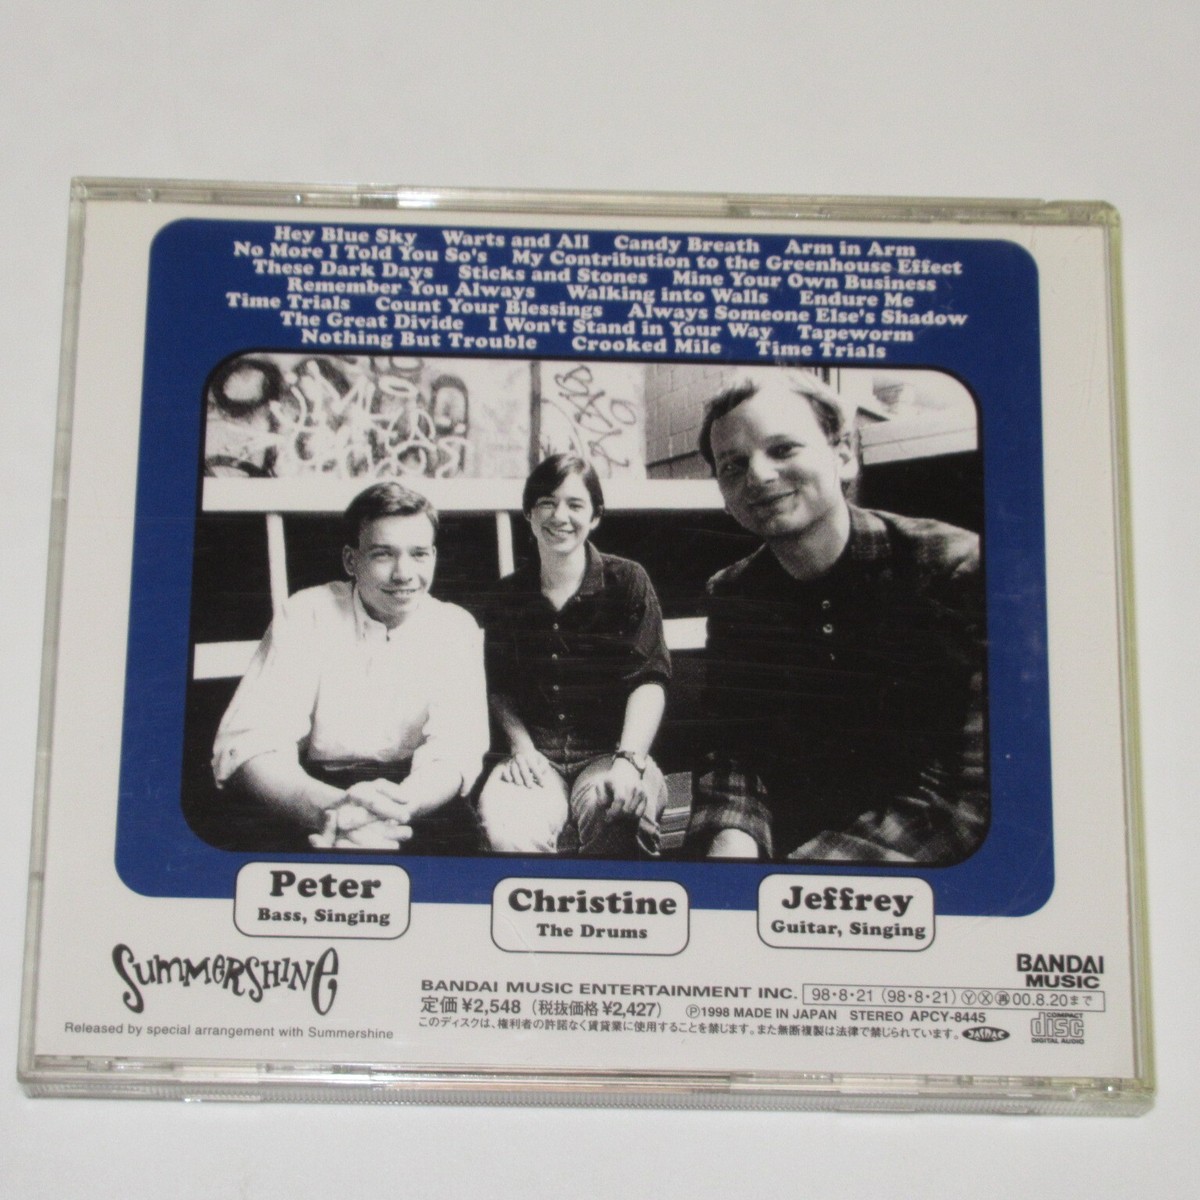 Hey Blue Sky Warts and All Candy Breath Arm in Arm
No More I Told You So's My Contribution to the Greenhouse Effect
These Dark Days Sticks and Stones Mine Your Own Business
Remember You Always Walking into Walls Endure Me
Time Trials Count Your Blessings Always Someone Else's Shadow
The Great Divide I Won't Stand in Your Way Tapeworm
Nothing But Trouble Crooked Mile Time Trials
Peter
Bass, Singing
Christine
The Drums
Jeffrey
Guitar, Singing
SUMMERSHINE
Released by special arrangement with Summershine
BANDAI
MUSIC
BANDAI MUSIC ENTERTAINMENT INC. 98・8・21 (98・8・21) Ⓨ Ⓧ ㊢ 00.8.20まで
定価¥2,548 (税抜価格¥2,427) Ⓟ1998 MADE IN JAPAN STEREO APCY-8445
このディスクは、権利者の許諾なく賃貸業に使用することを禁じます。また無断複製は法律で禁じられています。 JASRAC
COMPACT
disc
DIGITAL AUDIO